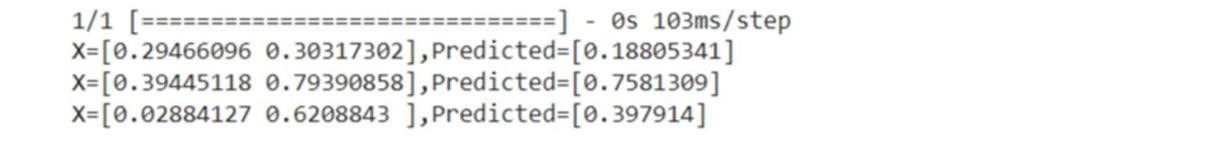 1/1 [==============================] - 0s 103ms/step
X=[0.29466096 0.30317302],Predicted=[0.18805341]
X=[0.39445118 0.79390858],Predicted=[0.7581309]
X=[0.02884127 0.6208843 ],Predicted=[0.397914]